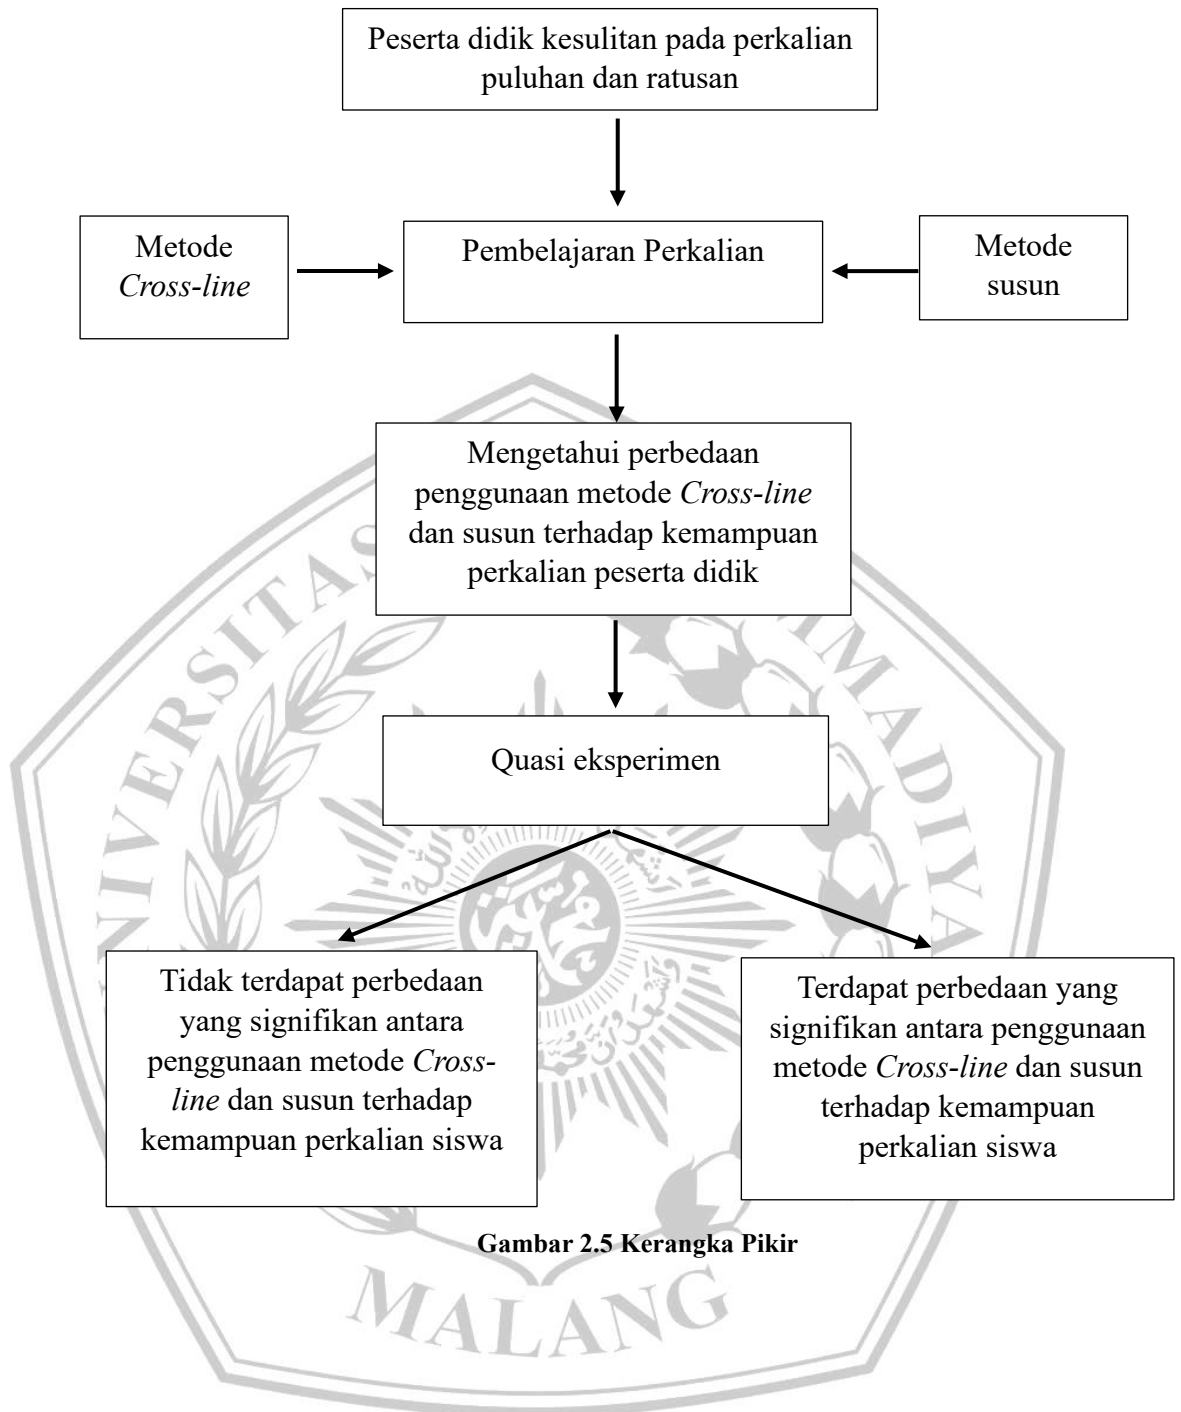 Peserta didik kesulitan pada perkalian
puluhan dan ratusan
Metode
Cross-line
Pembelajaran Perkalian
Metode
susun
Mengetahui perbedaan
penggunaan metode Cross-line
dan susun terhadap kemampuan
perkalian peserta didik
Quasi eksperimen
Tidak terdapat perbedaan
yang signifikan antara
penggunaan metode Cross-
line dan susun terhadap
kemampuan perkalian siswa
Terdapat perbedaan yang
signifikan antara penggunaan
metode Cross-line dan susun
terhadap kemampuan
perkalian siswa
Gambar 2.5 Kerangka Pikir
UNIVERSITAS
MALANG